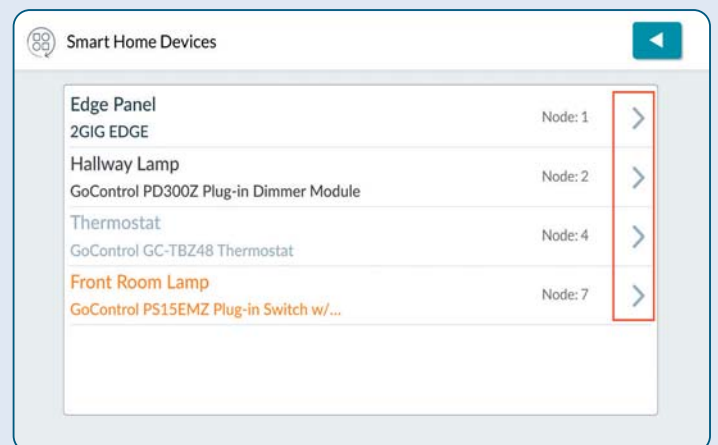 Smart Home Devices
Edge Panel
2GIG EDGE
Node: 1
Hallway Lamp
GoControl PD300Z Plug-in Dimmer Module
Node: 2
Thermostat
GoControl GC-TBZ48 Thermostat
Node: 4
Front Room Lamp
GoControl PS15EMZ Plug-in Switch w/...
Node: 7